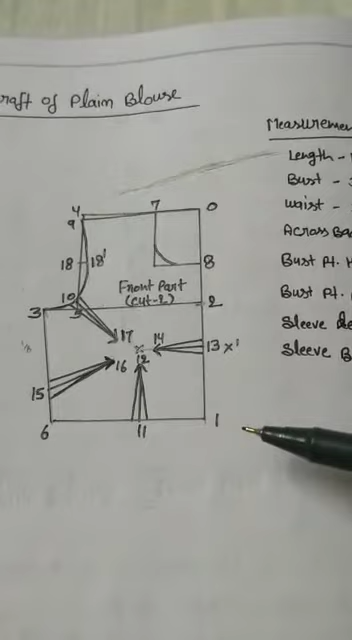 raft of Plain Blouse
Measuremen
Length -
Bust -
Waist -
Across Ba
Bust Pt. H
Bust Pt.
Sleeve
Sleeve B
4 7 0
9
18 18' 8
Front Part
(Cut-2)
10
3 5 2
17 14 13 x'
16 12
15
6 11 1